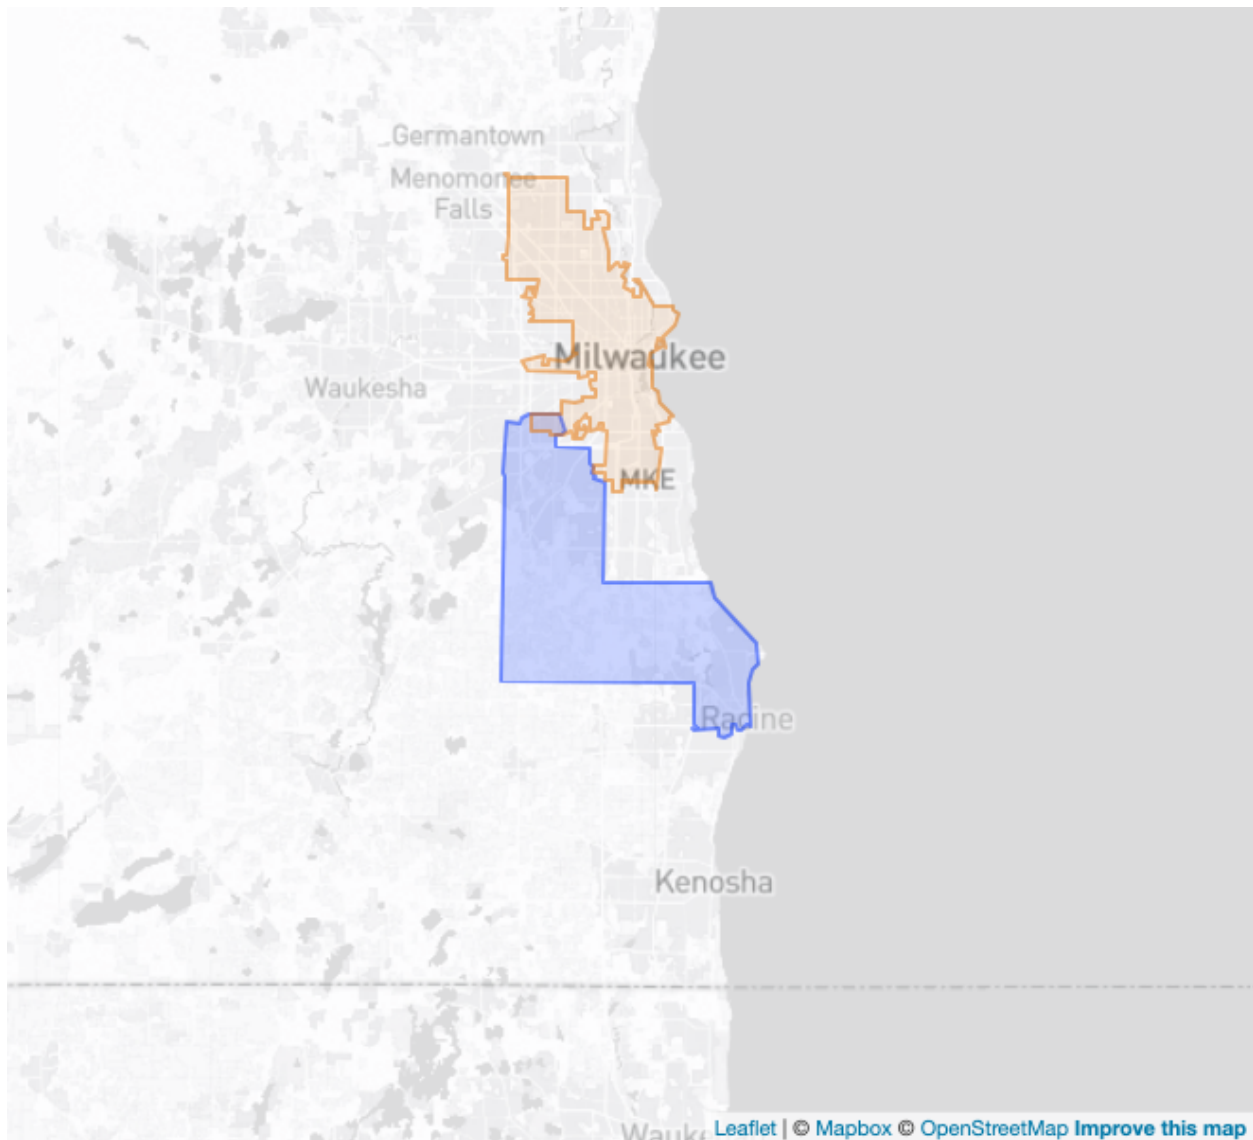 Germantown
Menomonee
Falls
Milwaukee
Waukesha
MKE
Racine
Kenosha
Leaflet | © Mapbox © OpenStreetMap Improve this map